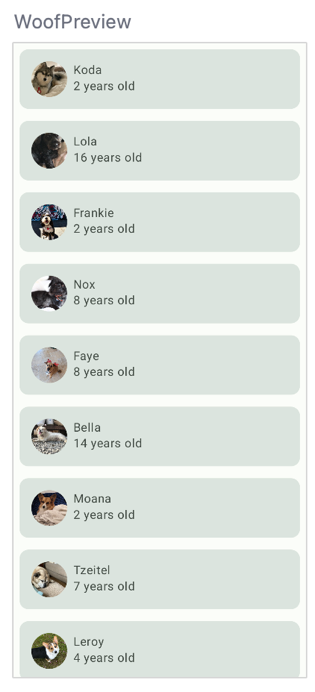 WoofPreview
Koda
2 years old
Lola
16 years old
Frankie
2 years old
Nox
8 years old
Faye
8 years old
Bella
14 years old
Moana
2 years old
Tzeitel
7 years old
Leroy
4 years old